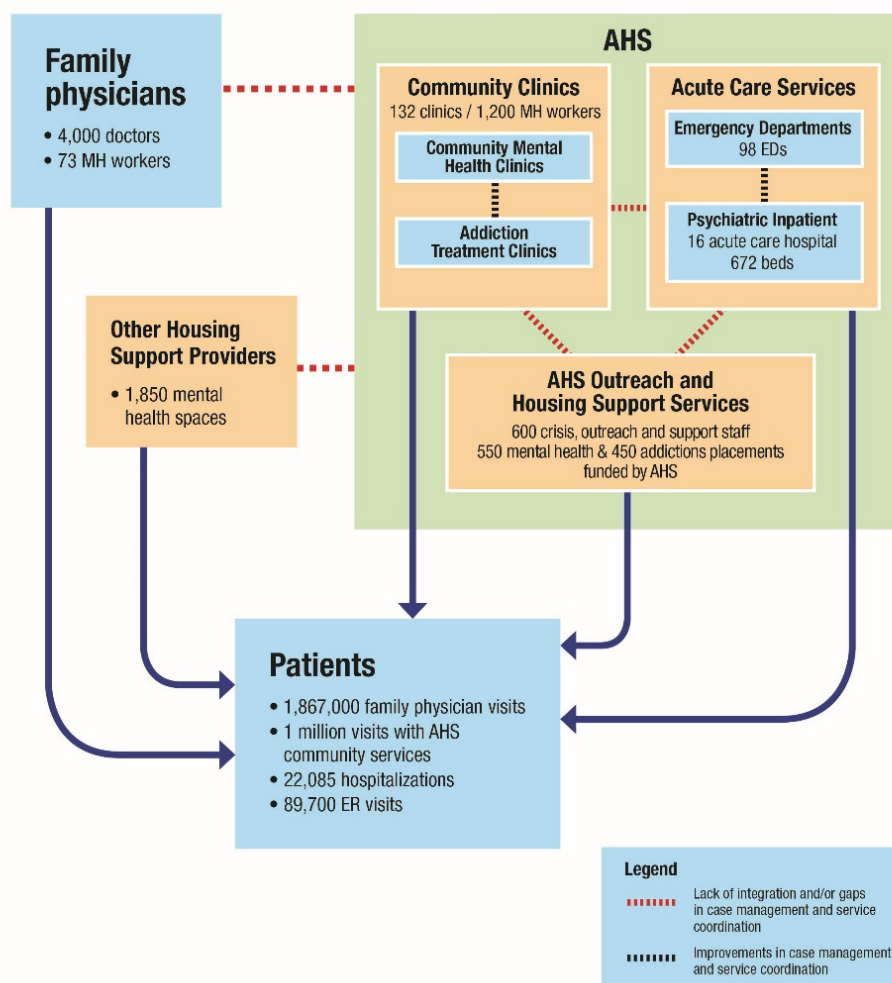 Family
physicians
• 4,000 doctors
• 73 MH workers
AHS
Community Clinics
132 clinics / 1,200 MH workers
Community Mental
Health Clinics
Addiction
Treatment Clinics
Acute Care Services
Emergency Departments
98 EDs
Psychiatric Inpatient
16 acute care hospital
672 beds
Other Housing
Support Providers
• 1,850 mental
health spaces
AHS Outreach and
Housing Support Services
600 crisis, outreach and support staff
550 mental health & 450 addictions placements
funded by AHS
Patients
• 1,867,000 family physician visits
• 1 million visits with AHS
community services
• 22,085 hospitalizations
• 89,700 ER visits
Legend
Lack of integration and/or gaps
in case management and service
coordination
Improvements in case management
and service coordination